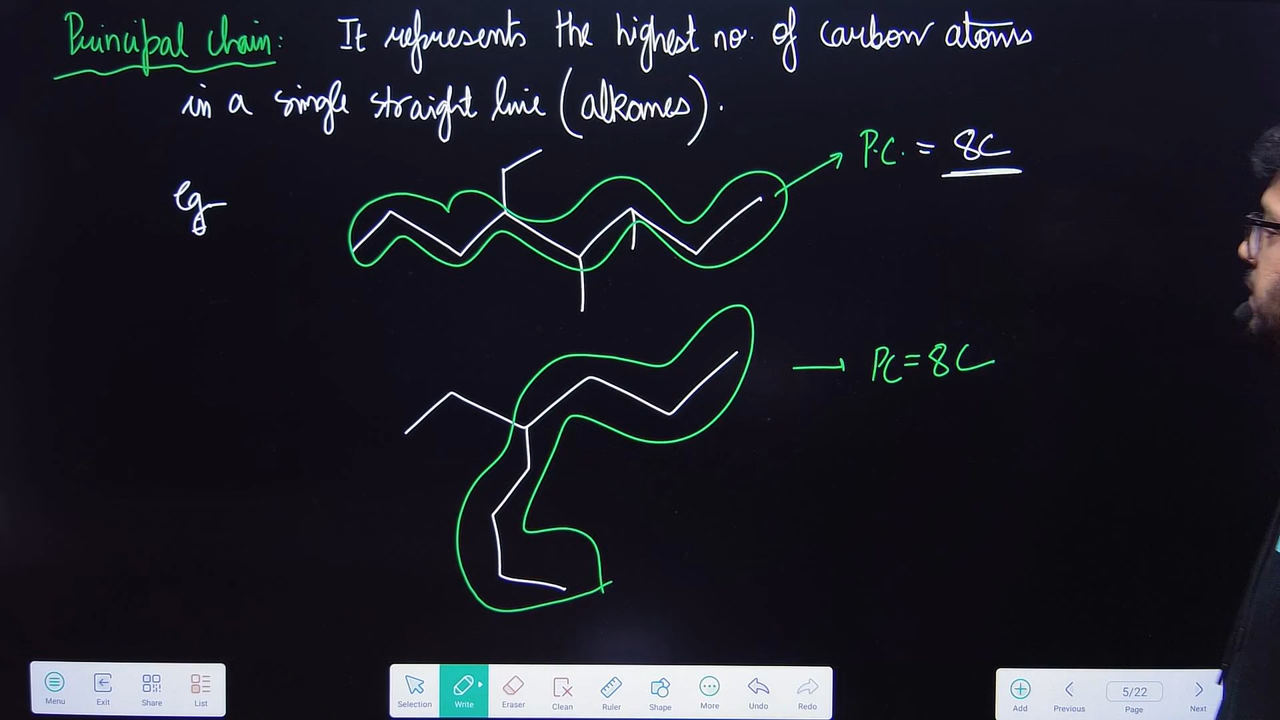 Principal chain: It represents the highest no. of carbon atoms
in a single straight line (alkanes).
eg
P.C. = 8C
PC = 8C
Menu
Exit
Share
List
Selection
Write
Eraser
Clean
Ruler
Shape
More
Undo
Redo
Add
Previous
5/22
Page
Next